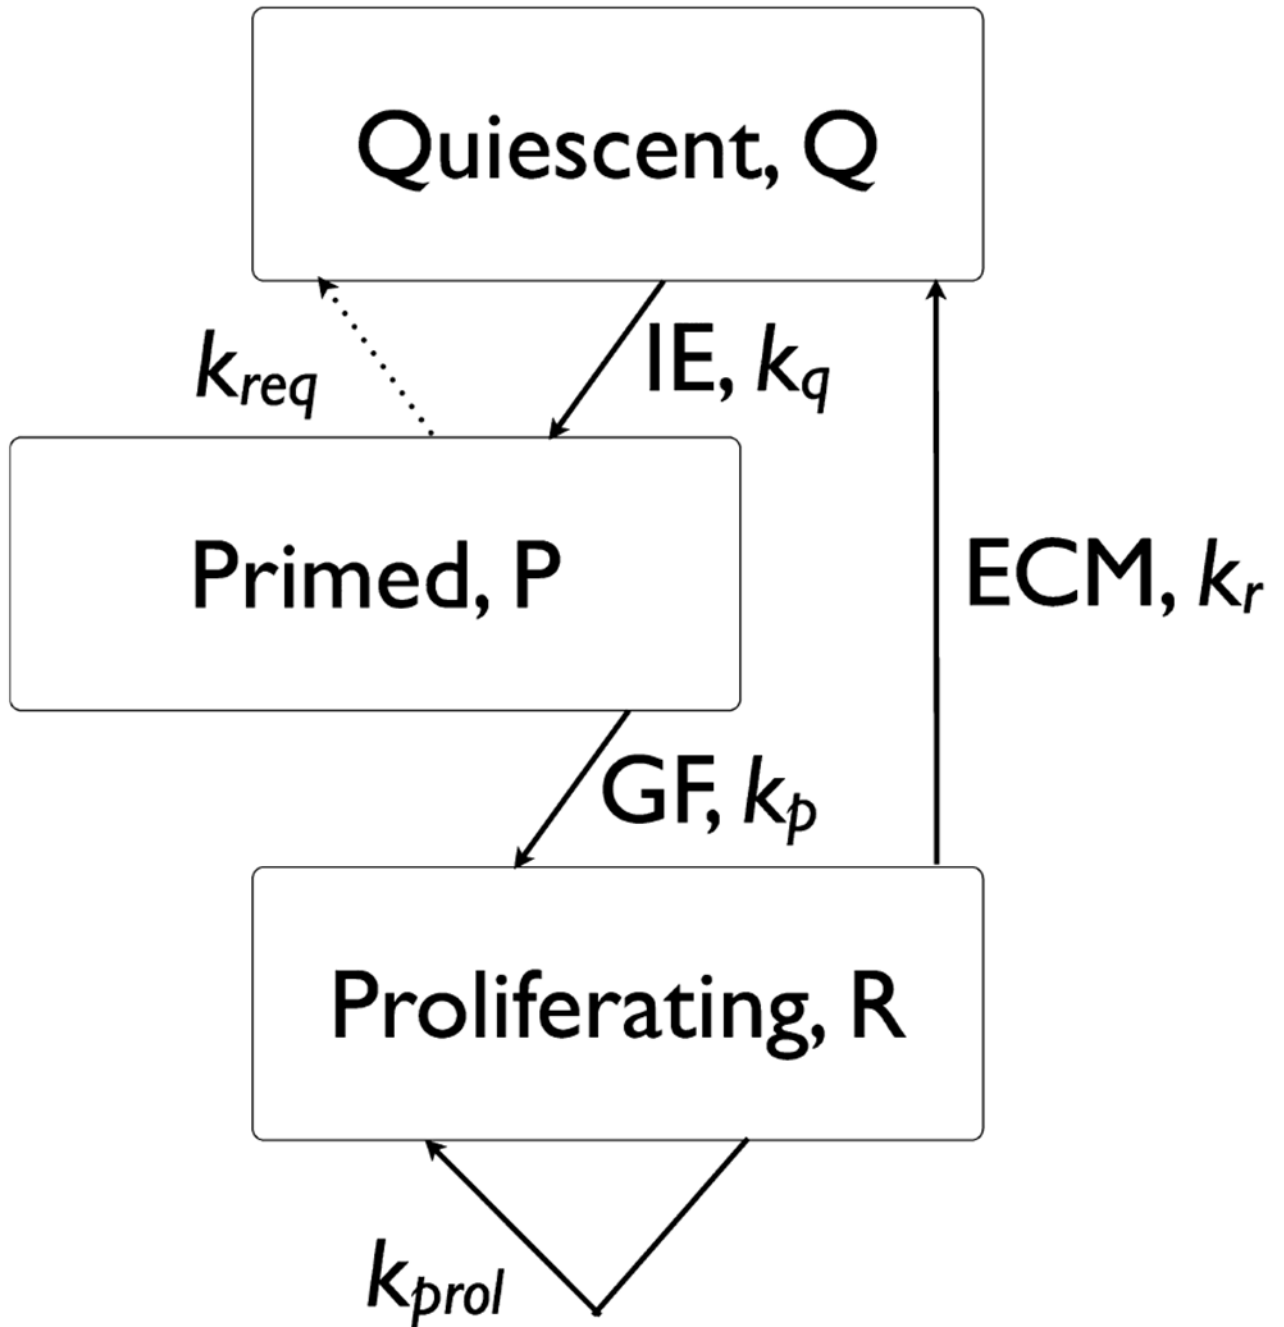 Quiescent, Q
k_req
IE, k_q
Primed, P
ECM, k_r
GF, k_p
Proliferating, R
k_prol